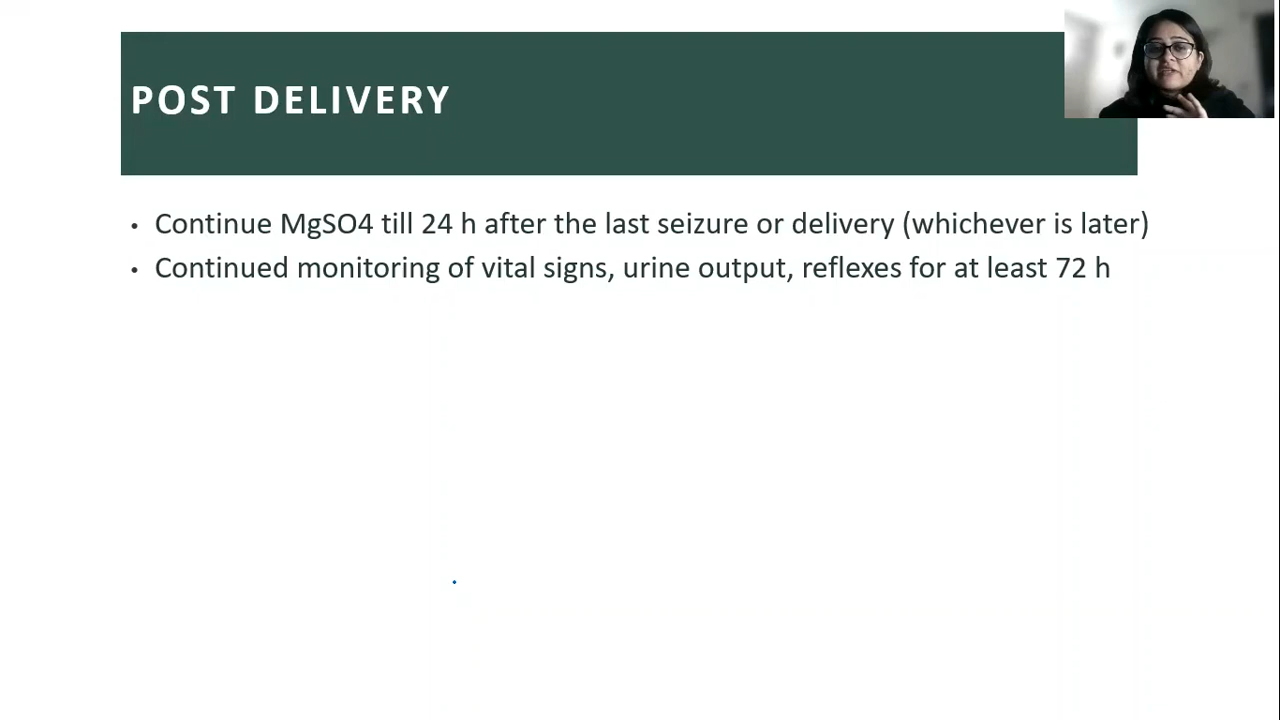 POST DELIVERY
• Continue MgSO4 till 24 h after the last seizure or delivery (whichever is later)
• Continued monitoring of vital signs, urine output, reflexes for at least 72 h